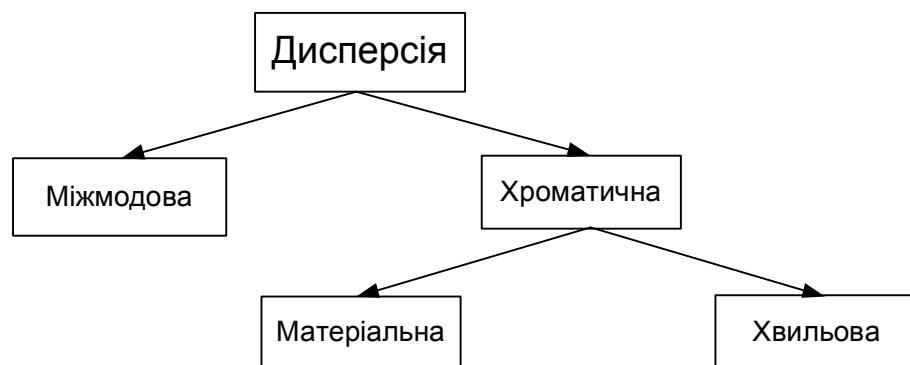 Дисперсія
Міжмодова
Хроматична
Матеріальна
Хвильова